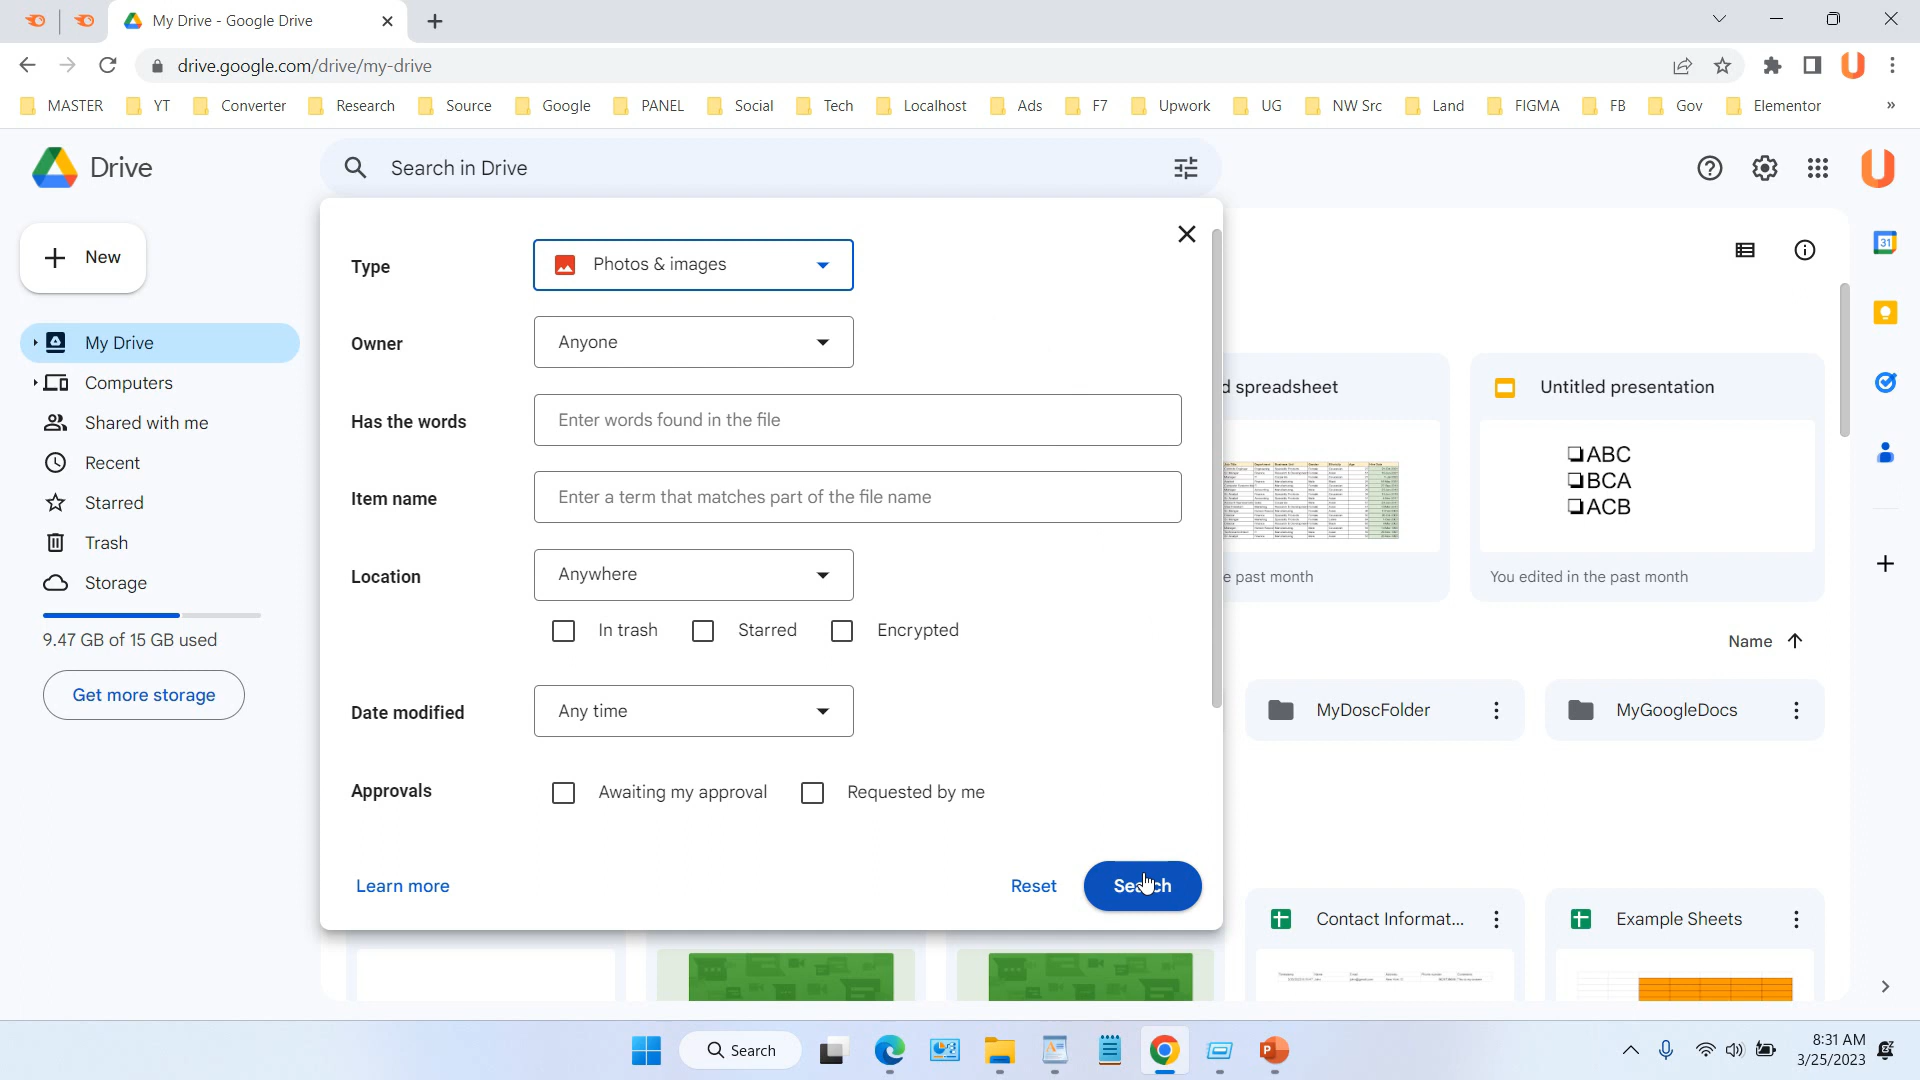 My Drive - Google Drive
drive.google.com/drive/my-drive
MASTER YT Converter Research Source Google PANEL Social Tech Localhost Ads F7 Upwork UG NW Src Land FIGMA FB Gov Elementor »
Drive
Search in Drive
New
My Drive
Computers
Shared with me
Recent
Starred
Trash
Storage
9.47 GB of 15 GB used
Get more storage
Type
Photos & images
Owner
Anyone
Has the words
Enter words found in the file
Item name
Enter a term that matches part of the file name
Location
Anywhere
In trash Starred Encrypted
Date modified
Any time
Approvals
Awaiting my approval Requested by me
Learn more
Reset
Search
d spreadsheet
e past month
Untitled presentation
ABC
BCA
ACB
You edited in the past month
Name
MyDoscFolder
MyGoogleDocs
Contact Informat...
Example Sheets
31
Search
8:31 AM
3/25/2023